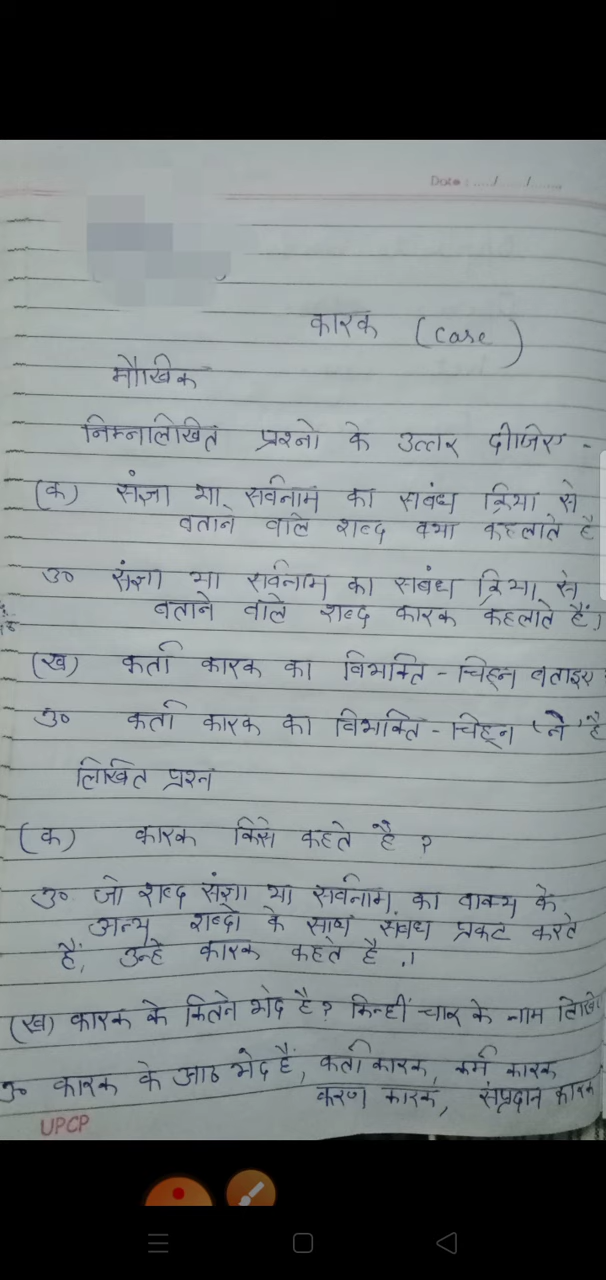 Date : ..../..../......
कारक (case)
मौखिक
निम्नलिखित प्रश्नो के उत्तर दीजिए -
(क) संज्ञा या सर्वनाम का सबंध क्रिया से
बताने वाले शब्द क्या कहलाते है
उ० संज्ञा या सर्वनाम का सबंध क्रिया से
बताने वाले शब्द कारक कहलाते हैं।
(ख) कर्ता कारक का विभक्ति - चिह्न बताइए
उ० कर्ता कारक का विभक्ति - चिह्न 'ने' है
लिखित प्रश्न
(क) कारक किसे कहते है ?
उ० जो शब्द संज्ञा या सर्वनाम का वाक्य के
अन्य शब्दो के साथ संबंध प्रकट करते
हैं, उन्हे कारक कहते है ।
(ख) कारक के कितने भेद है ? किन्हीं चार के नाम लिखि
उ० कारक के आठ भेद हैं, कर्ता कारक, कर्म कारक
करण कारक, संप्रदान कारक
UPCP